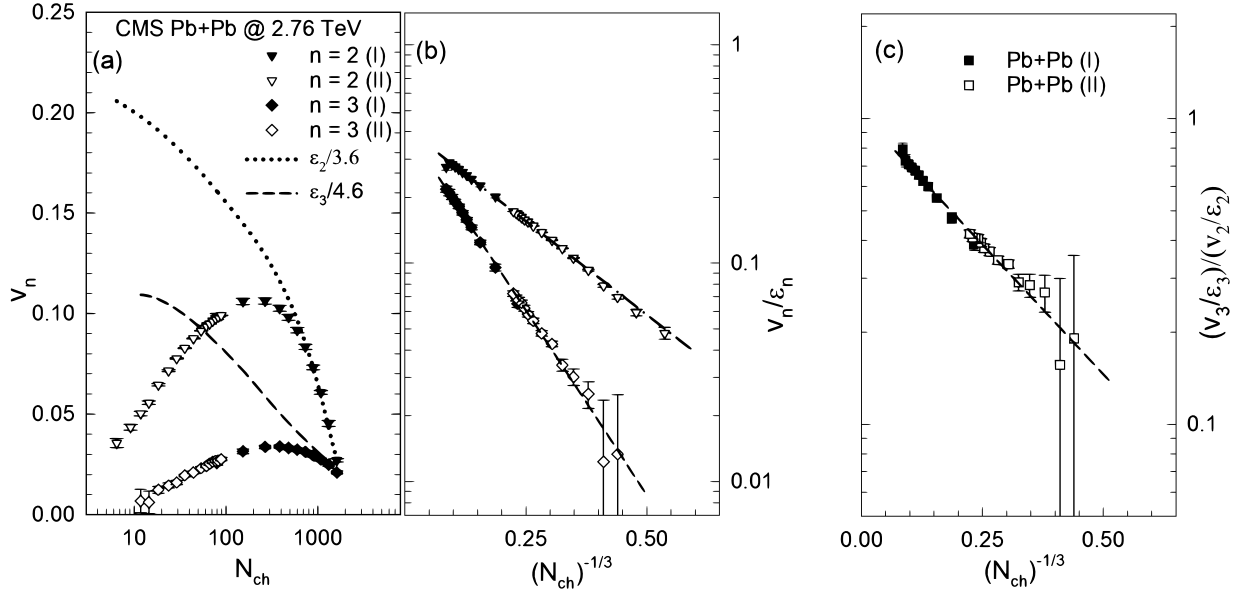 CMS Pb+Pb @ 2.76 TeV
(a)
n = 2 (I)
n = 2 (II)
n = 3 (I)
n = 3 (II)
ε₂/3.6
ε₃/4.6
0.25
0.20
0.15
0.10
0.05
0.00
vₙ
10
100
1000
N_ch
(b)
1
0.1
0.01
vₙ/εₙ
0.25
0.50
(N_ch)^-1/3
(c)
Pb+Pb (I)
Pb+Pb (II)
1
0.1
(v₃/ε₃)/(v₂/ε₂)
0.00
0.25
0.50
(N_ch)^-1/3